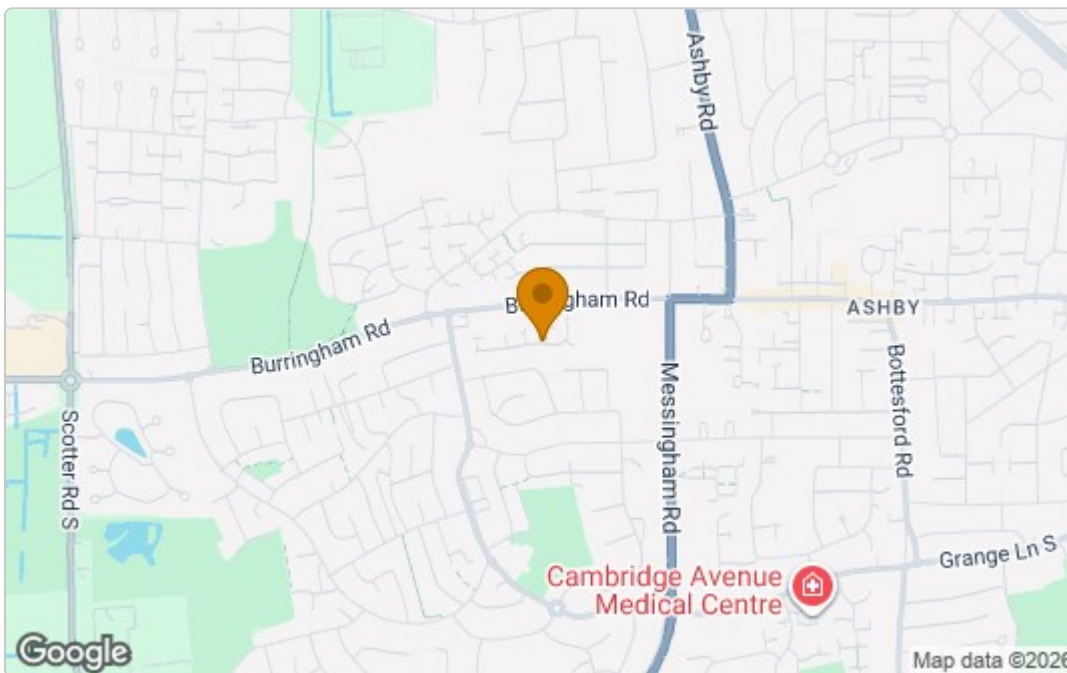 Ashby Rd
Burringham Rd
ASHBY
Burringham Rd
Scotter Rd S
Messingham Rd
Bottesford Rd
Grange Ln S
Cambridge Avenue
Medical Centre
Google
Map data ©2026